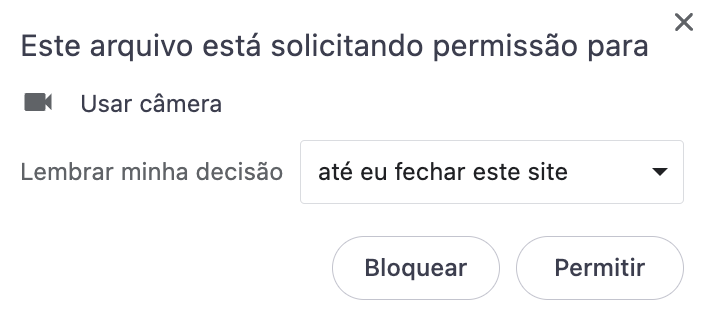 Este arquivo está solicitando permissão para
Usar câmera
Lembrar minha decisão até eu fechar este site
Bloquear Permitir